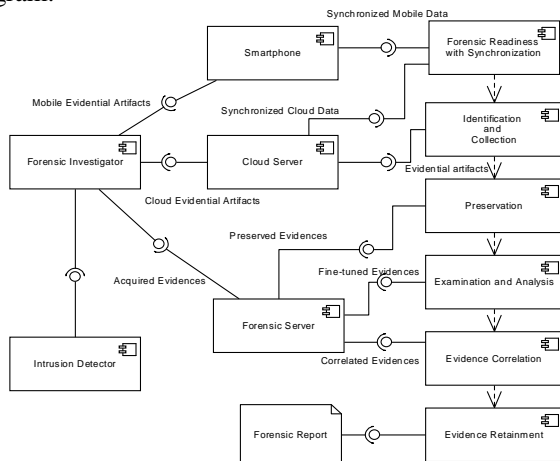 gram.
Synchronized Mobile Data
Smartphone
Forensic Readiness
with Synchronization
Mobile Evidential Artifacts
Synchronized Cloud Data
Identification
and
Collection
Forensic Investigator
Cloud Server
Evidential artifacts
Cloud Evidential Artifacts
Preservation
Preserved Evidences
Acquired Evidences
Fine-tuned Evidences
Examination and Analysis
Forensic Server
Intrusion Detector
Correlated Evidences
Evidence Correlation
Forensic Report
Evidence Retainment